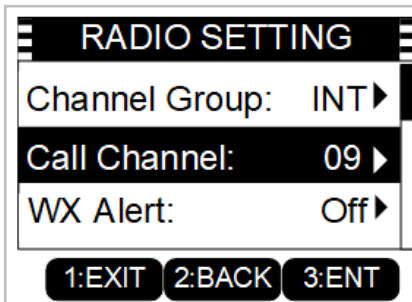 RADIO SETTING
Channel Group: INT
Call Channel: 09
WX Alert: Off
1:EXIT 2:BACK 3:ENT